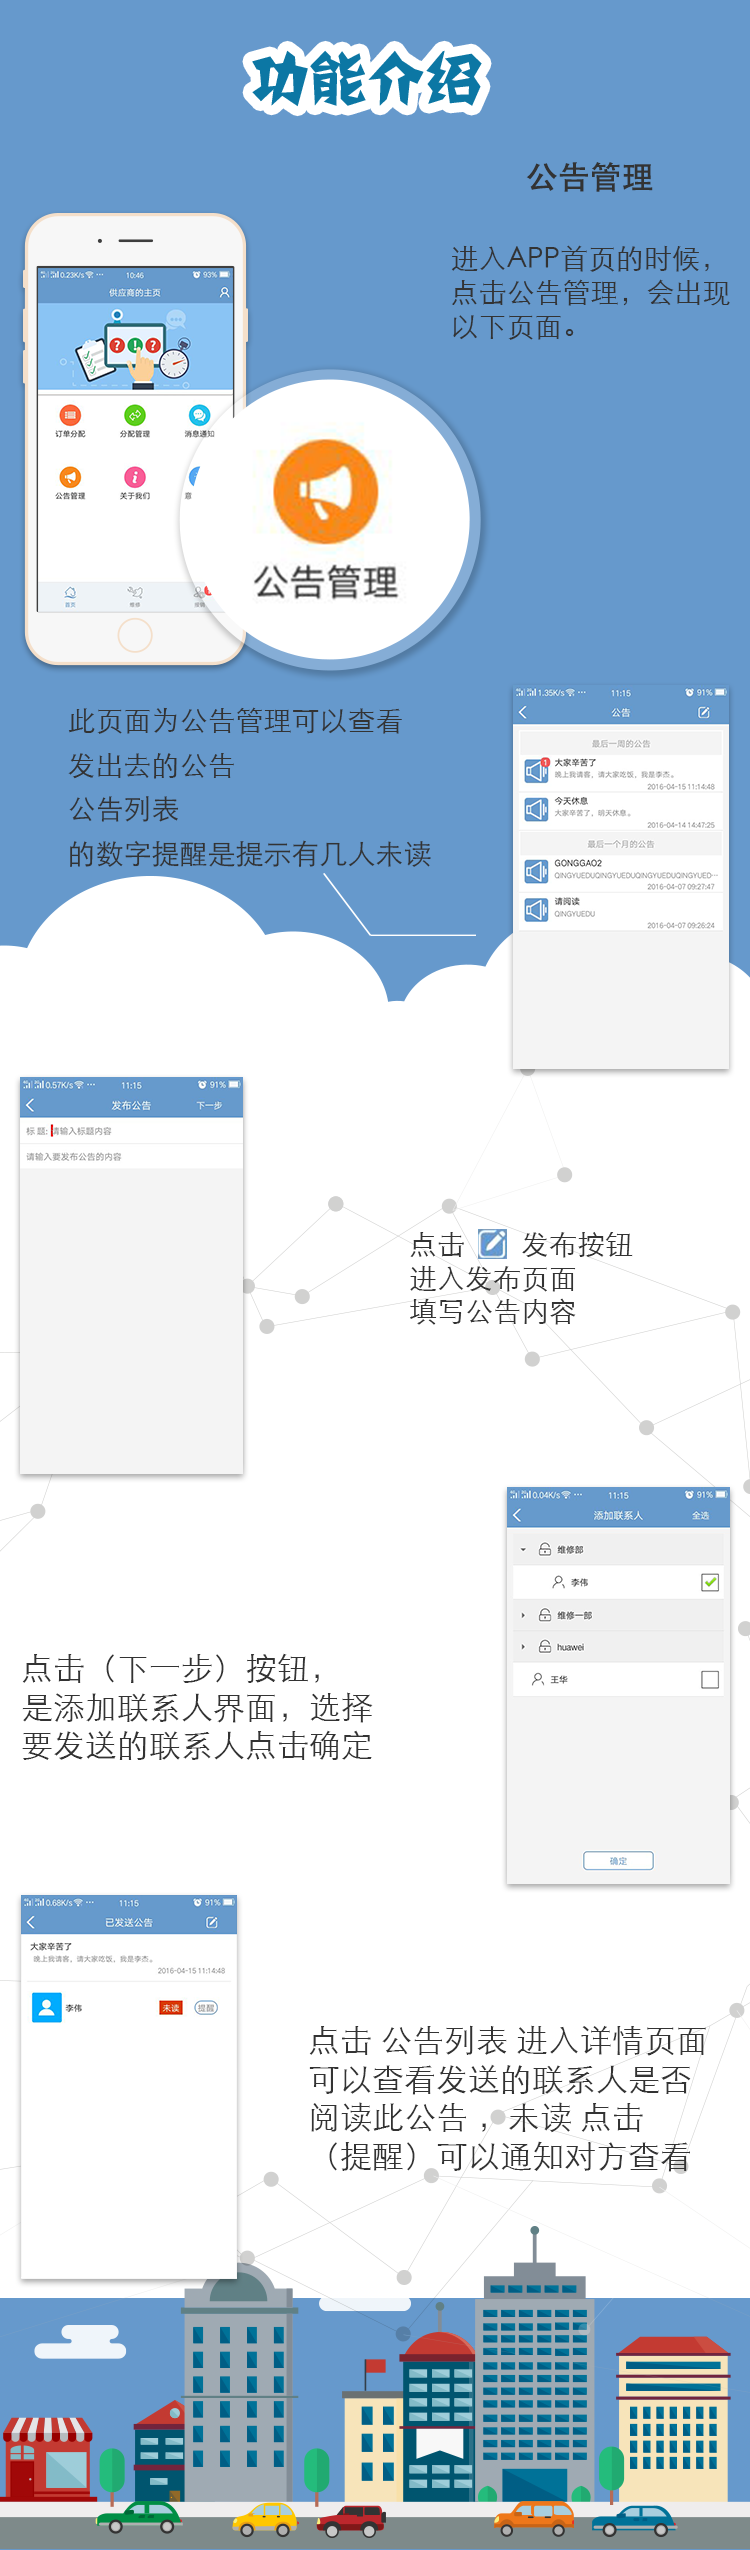 功能介绍
公告管理
进入APP首页的时候，
点击公告管理，会出现
以下页面。
0.23K/s
10:46
93%
供应商的主页
订单分配
分配管理
消息通知
公告管理
关于我们
意
首页
维修
公告管理
此页面为公告管理可以查看
发出去的公告
公告列表
的数字提醒是提示有几人未读
1.35K/s
11:15
91%
公告
最后一周的公告
1
大家辛苦了
晚上我请客，请大家吃饭，我是李杰。
2016-04-15 11:14:48
今天休息
大家辛苦了，明天休息。
2016-04-14 14:47:25
最后一个月的公告
GONGGAO2
QINGYUEDUQINGYUEDUQINGYUEDUQINGYUED···
2016-04-07 09:27:47
请阅读
QINGYUEDU
2016-04-07 09:26:24
0.57K/s
11:15
91%
发布公告
下一步
标 题: 请输入标题内容
请输入要发布公告的内容
点击 发布按钮
进入发布页面
填写公告内容
0.04K/s
11:15
91%
添加联系人
全选
维修部
李伟
维修一部
huawei
王华
确定
点击（下一步）按钮，
是添加联系人界面，选择
要发送的联系人点击确定
0.68K/s
11:15
91%
已发送公告
大家辛苦了
晚上我请客，请大家吃饭，我是李杰。
2016-04-15 11:14:48
李伟
未读
提醒
点击 公告列表 进入详情页面
可以查看发送的联系人是否
阅读此公告 ，未读 点击
（提醒）可以通知对方查看